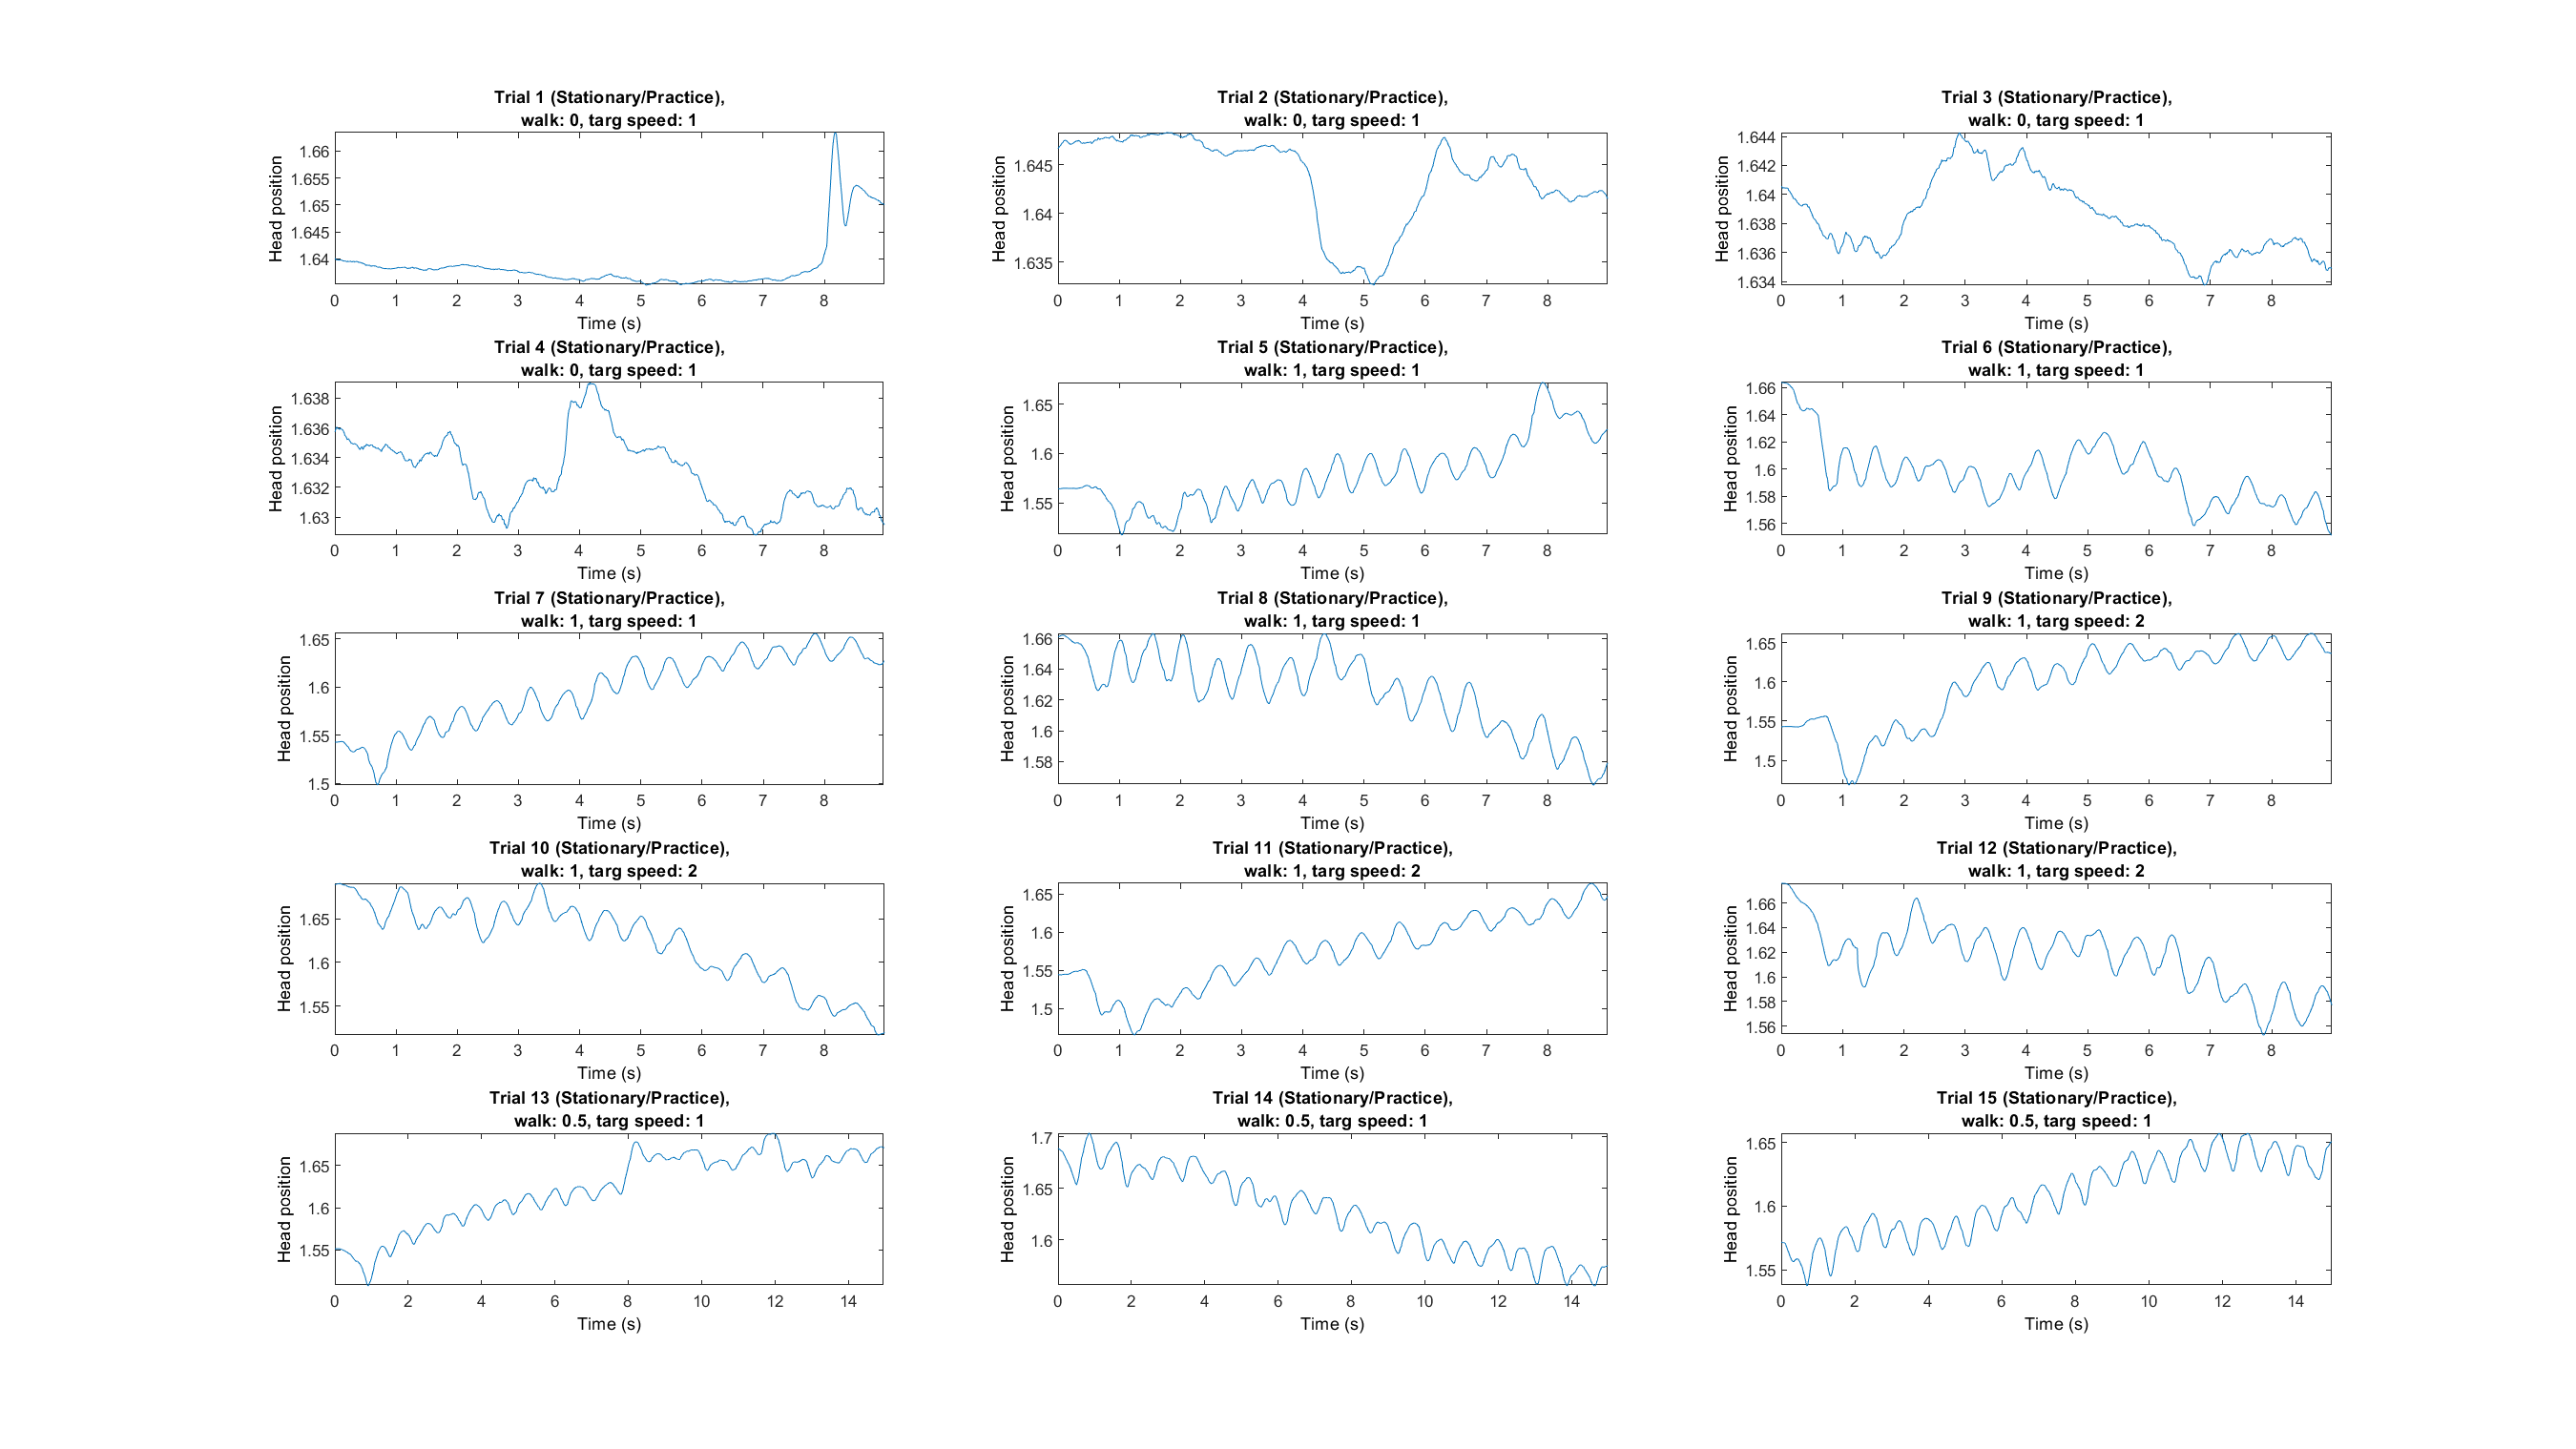 Trial 1 (Stationary/Practice),
walk: 0, targ speed: 1
Head position
1.66
1.655
1.65
1.645
1.64
0 1 2 3 4 5 6 7 8
Time (s)
Trial 2 (Stationary/Practice),
walk: 0, targ speed: 1
Head position
1.645
1.64
1.635
0 1 2 3 4 5 6 7 8
Time (s)
Trial 3 (Stationary/Practice),
walk: 0, targ speed: 1
Head position
1.644
1.642
1.64
1.638
1.636
1.634
0 1 2 3 4 5 6 7 8
Time (s)
Trial 4 (Stationary/Practice),
walk: 0, targ speed: 1
Head position
1.638
1.636
1.634
1.632
1.63
0 1 2 3 4 5 6 7 8
Time (s)
Trial 5 (Stationary/Practice),
walk: 1, targ speed: 1
Head position
1.65
1.6
1.55
0 1 2 3 4 5 6 7 8
Time (s)
Trial 6 (Stationary/Practice),
walk: 1, targ speed: 1
Head position
1.66
1.64
1.62
1.6
1.58
1.56
0 1 2 3 4 5 6 7 8
Time (s)
Trial 7 (Stationary/Practice),
walk: 1, targ speed: 1
Head position
1.65
1.6
1.55
1.5
0 1 2 3 4 5 6 7 8
Time (s)
Trial 8 (Stationary/Practice),
walk: 1, targ speed: 1
Head position
1.66
1.64
1.62
1.6
1.58
0 1 2 3 4 5 6 7 8
Time (s)
Trial 9 (Stationary/Practice),
walk: 1, targ speed: 2
Head position
1.65
1.6
1.55
1.5
0 1 2 3 4 5 6 7 8
Time (s)
Trial 10 (Stationary/Practice),
walk: 1, targ speed: 2
Head position
1.65
1.6
1.55
0 1 2 3 4 5 6 7 8
Time (s)
Trial 11 (Stationary/Practice),
walk: 1, targ speed: 2
Head position
1.65
1.6
1.55
1.5
0 1 2 3 4 5 6 7 8
Time (s)
Trial 12 (Stationary/Practice),
walk: 1, targ speed: 2
Head position
1.66
1.64
1.62
1.6
1.58
1.56
0 1 2 3 4 5 6 7 8
Time (s)
Trial 13 (Stationary/Practice),
walk: 0.5, targ speed: 1
Head position
1.65
1.6
1.55
0 2 4 6 8 10 12 14
Time (s)
Trial 14 (Stationary/Practice),
walk: 0.5, targ speed: 1
Head position
1.7
1.65
1.6
0 2 4 6 8 10 12 14
Time (s)
Trial 15 (Stationary/Practice),
walk: 0.5, targ speed: 1
Head position
1.65
1.6
1.55
0 2 4 6 8 10 12 14
Time (s)